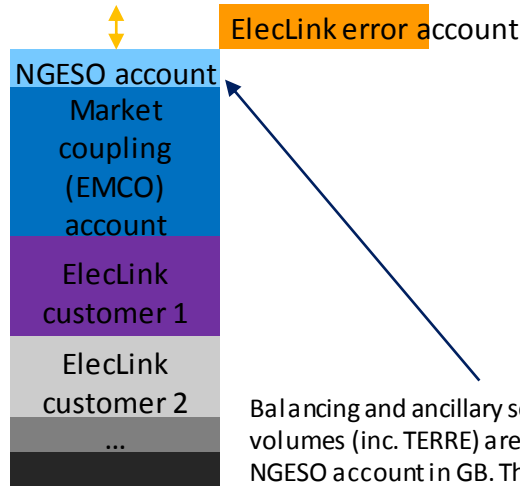 ElecLink error account
NGESO account
Market
coupling
(EMCO)
account
ElecLink
customer 1
ElecLink
customer 2
...
Balancing and ancillary se
volumes (inc. TERRE) are
NGESO account in GB. Th